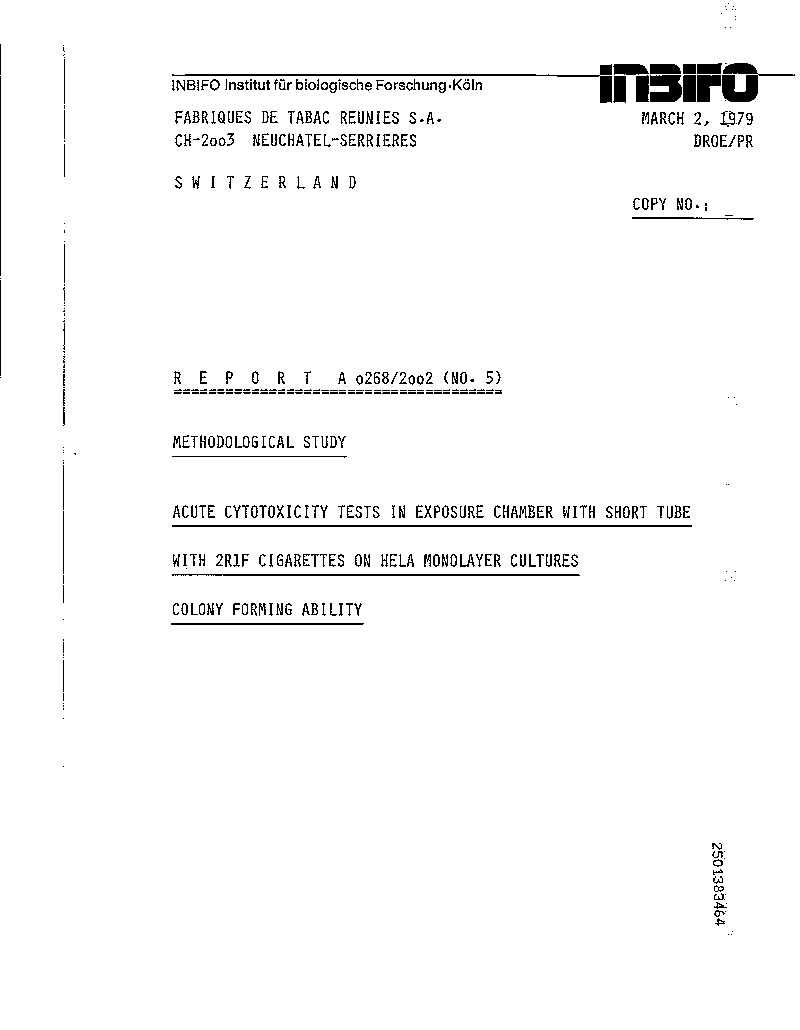 INBIFO Institut für biologische Forschung·Köln
INBIFO
FABRIQUES DE TABAC REUNIES S.A.
MARCH 2, 1979
CH-2oo3 NEUCHATEL-SERRIERES
DROE/PR
S W I T Z E R L A N D
COPY NO.: _
R E P O R T A o268/2oo2 (NO. 5)
METHODOLOGICAL STUDY
ACUTE CYTOTOXICITY TESTS IN EXPOSURE CHAMBER WITH SHORT TUBE
WITH 2R1F CIGARETTES ON HELA MONOLAYER CULTURES
COLONY FORMING ABILITY
2501383464